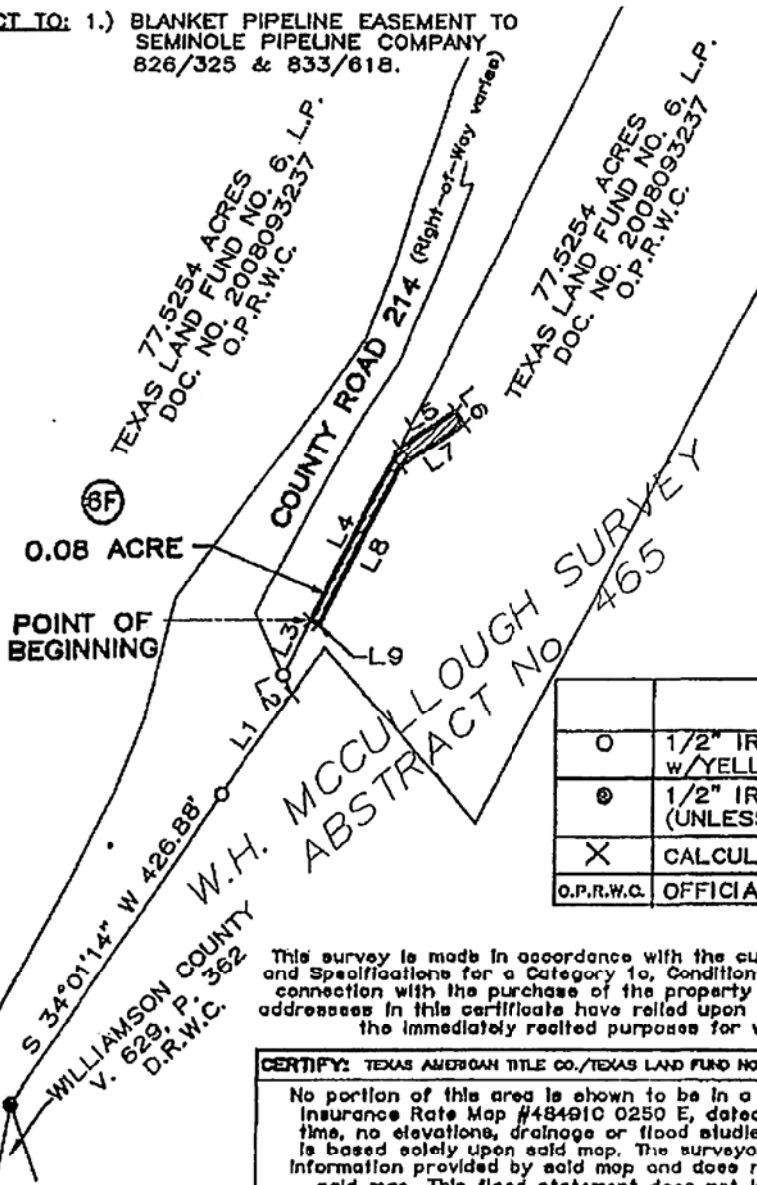 CT TO: 1.) BLANKET PIPELINE EASEMENT TO
SEMINOLE PIPELINE COMPANY
826/325 & 833/618.
77.5254 ACRES
TEXAS LAND FUND NO. 6, L.P.
DOC. NO. 2008093237
O.P.R.W.C.
COUNTY ROAD 214 (Right-of-Way varies)
77.5254 ACRES
TEXAS LAND FUND NO. 6, L.P.
DOC. NO. 2008093237
O.P.R.W.C.
6F
0.08 ACRE
POINT OF
BEGINNING
L5
L6
L7
L4
L8
L3
L9
L2
L1
W.H. MCCULLOUGH SURVEY
ABSTRACT No 465
S 34°01'14" W 426.88'
WILLIAMSON COUNTY
V. 629, P. 362
D.R.W.C.
1/2" IR
w/YELL
1/2" IR
(UNLESS
CALCUL
O.P.R.W.C. OFFICIA
This survey is made in accordance with the cu
and Specifications for a Category 1a, Condition
connection with the purchase of the property
addressees in this certificate have relied upon
the immediately recited purposes for
CERTIFY: TEXAS AMERICAN TITLE CO./TEXAS LAND FUND NO
No portion of this area is shown to be in a
Insurance Rate Map #48491C 0250 E, dated
time, no elevations, drainage or flood studie
is based solely upon said map. The surveyo
information provided by said map and does
said map. This flood statement does not